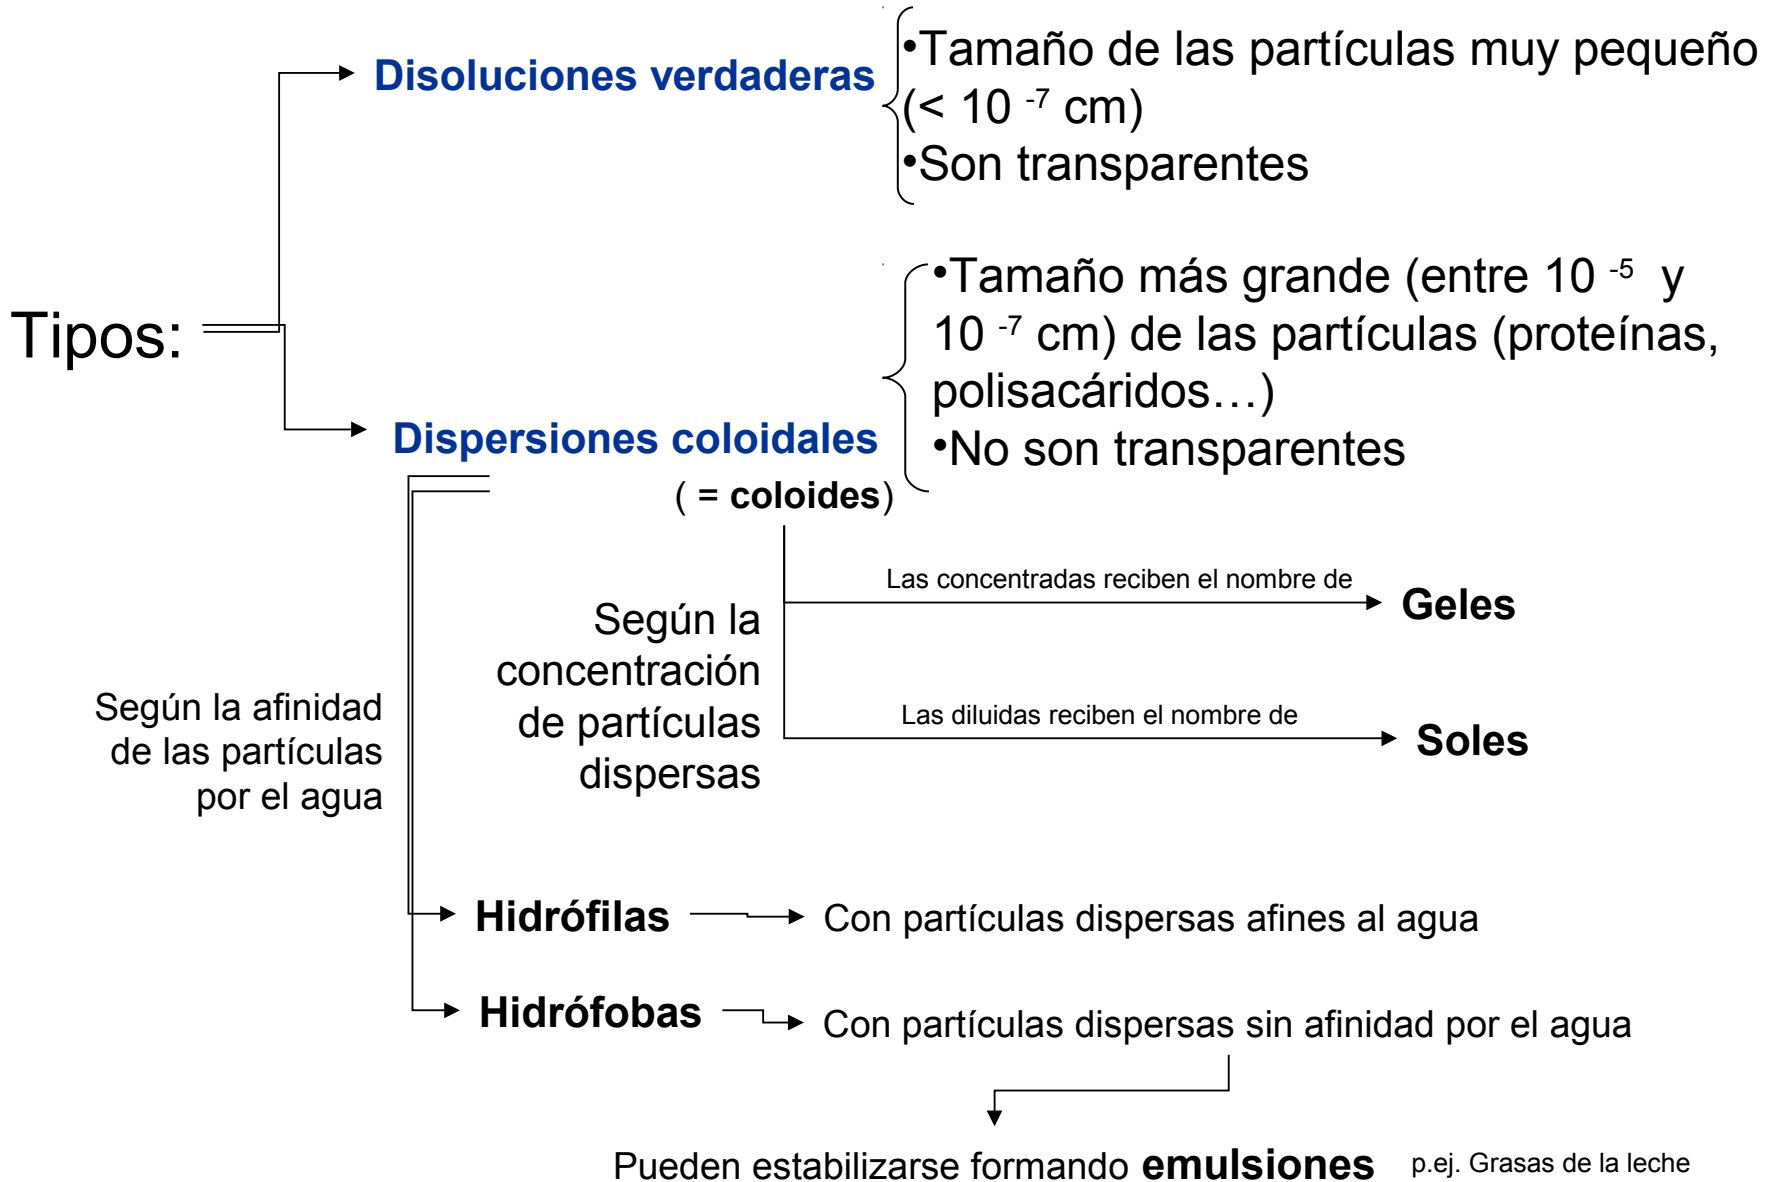 Tipos:
Disoluciones verdaderas
•Tamaño de las partículas muy pequeño
(< 10 -7 cm)
•Son transparentes
Dispersiones coloidales
( = coloides)
•Tamaño más grande (entre 10 -5 y
10 -7 cm) de las partículas (proteínas,
polisacáridos…)
•No son transparentes
Según la
concentración
de partículas
dispersas
Las concentradas reciben el nombre de
Geles
Las diluidas reciben el nombre de
Soles
Según la afinidad
de las partículas
por el agua
Hidrófilas
Con partículas dispersas afines al agua
Hidrófobas
Con partículas dispersas sin afinidad por el agua
Pueden estabilizarse formando emulsiones p.ej. Grasas de la leche